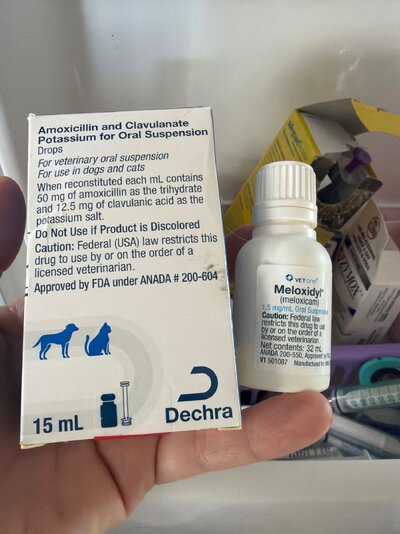 Amoxicillin and Clavulanate
Potassium for Oral Suspension
Drops
For veterinary oral suspension
For use in dogs and cats
When reconstituted each mL contains
50 mg of amoxicillin as the trihydrate
and 12.5 mg of clavulanic acid as the
potassium salt.
Do Not Use if Product is Discolored
Caution: Federal (USA) law restricts this
drug to use by or on the order of a
licensed veterinarian.
Approved by FDA under ANADA # 200-604
15 mL
Dechra
VET one
Meloxidyl
(meloxicam)
1.5 mg/mL Oral Suspension
Caution: Federal law
restricts this drug to use
by or on the order of a
licensed veterinarian.
Net contents: 32 mL
ANADA 200-550, Approved by FDA
V1 501087
Manufactured for